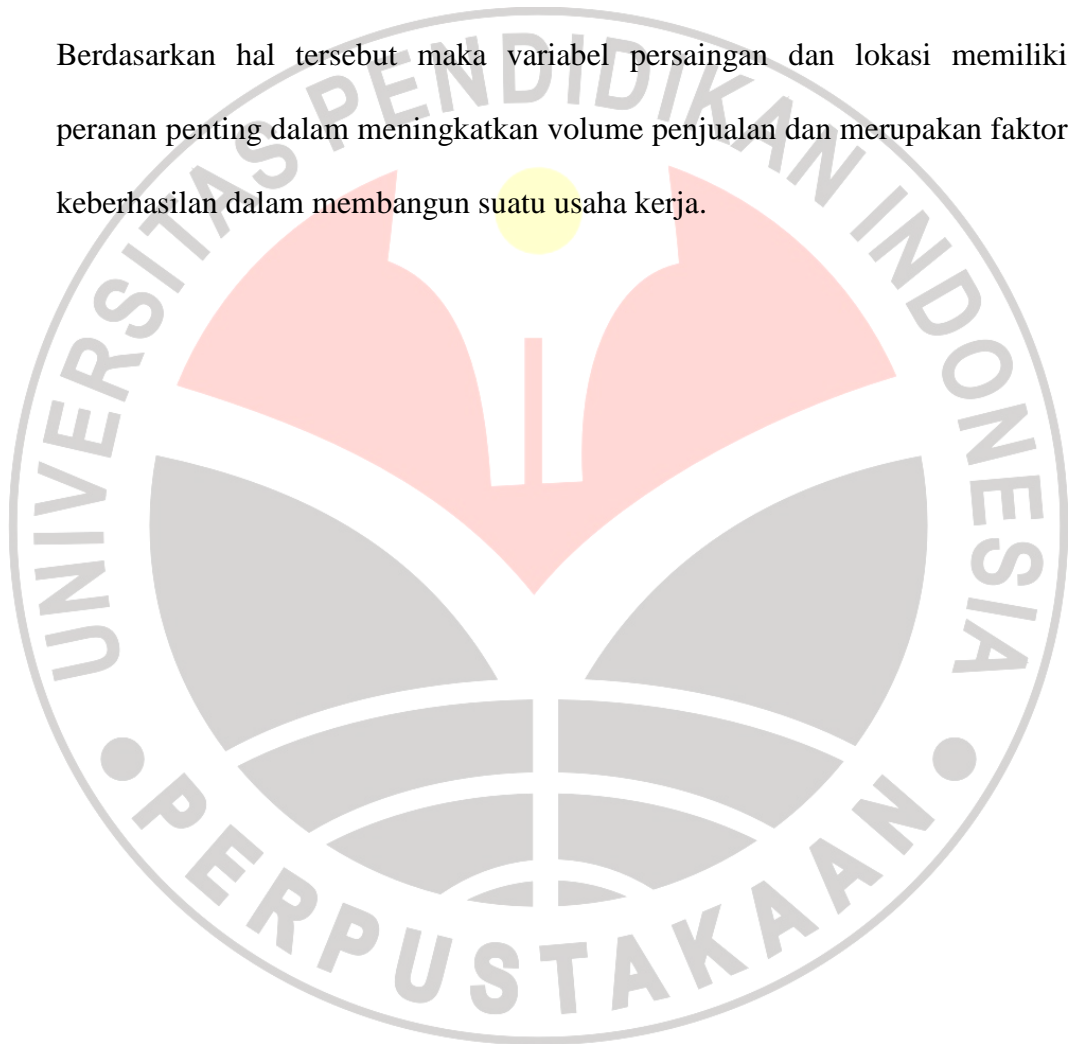 Berdasarkan hal tersebut maka variabel persaingan dan lokasi memiliki
peranan penting dalam meningkatkan volume penjualan dan merupakan faktor
keberhasilan dalam membangun suatu usaha kerja.
UNIVERSITAS PENDIDIKAN INDONESIA
PERPUSTAKAAN